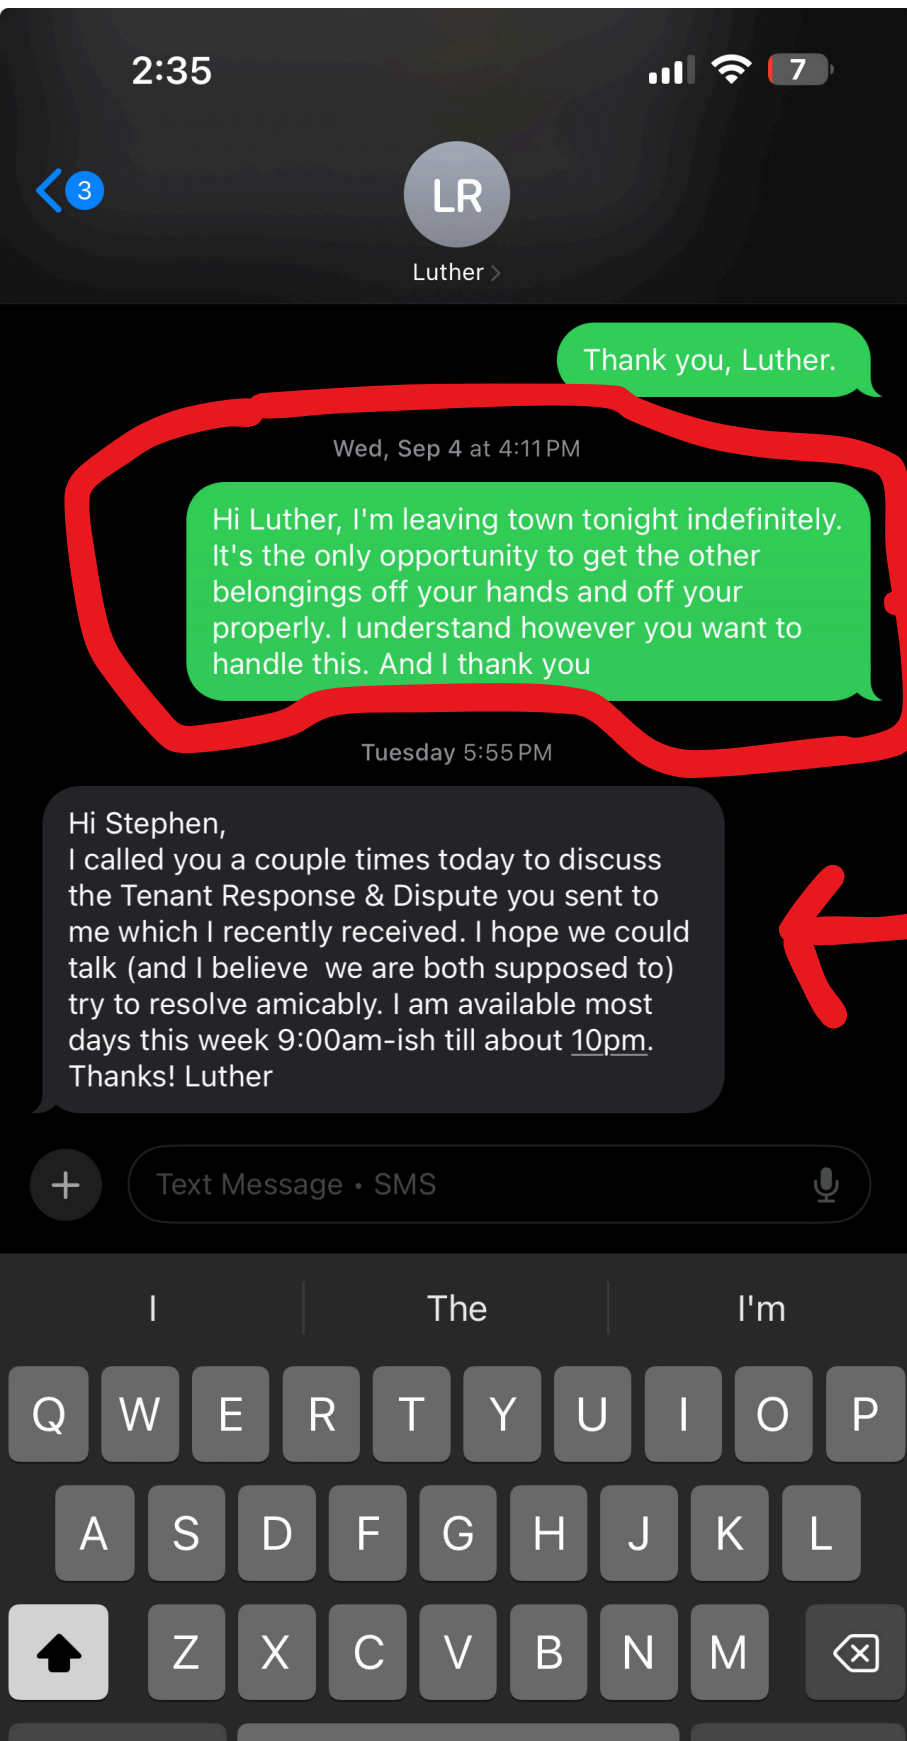 2:35
7
3
LR
Luther
Thank you, Luther.
Wed, Sep 4 at 4:11 PM
Hi Luther, I'm leaving town tonight indefinitely.
It's the only opportunity to get the other
belongings off your hands and off your
properly. I understand however you want to
handle this. And I thank you
Tuesday 5:55 PM
Hi Stephen,
I called you a couple times today to discuss
the Tenant Response & Dispute you sent to
me which I recently received. I hope we could
talk (and I believe  we are both supposed to)
try to resolve amicably. I am available most
days this week 9:00am-ish till about 10pm.
Thanks! Luther
Text Message • SMS
I The I'm
Q W E R T Y U I O P
A S D F G H J K L
Z X C V B N M